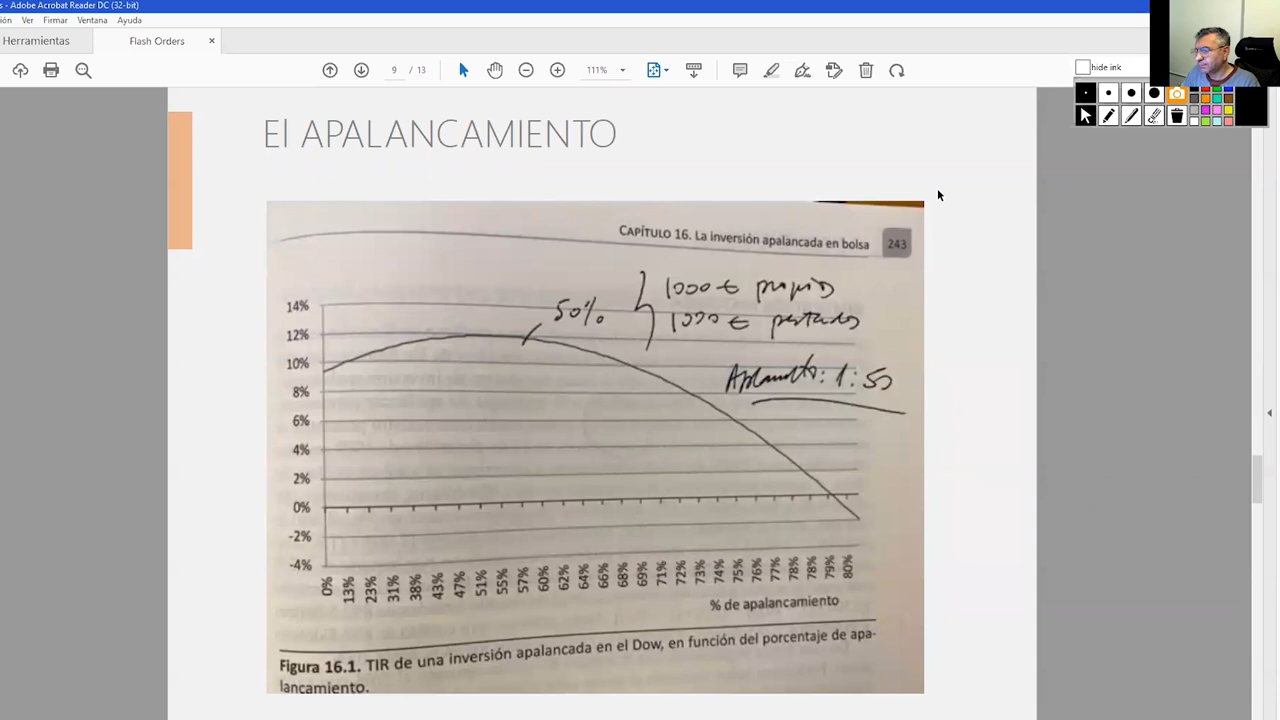 s - Adobe Acrobat Reader DC (32-bit)
ión Ver Firmar Ventana Ayuda
Herramientas Flash Orders ×
9 / 13 111%
hide ink
El APALANCAMIENTO
CAPÍTULO 16. La inversión apalancada en bolsa 243
50% 1000 € propios
1000 € prestados
1:50
14%
12%
10%
8%
6%
4%
2%
0%
-2%
-4%
0% 13% 23% 31% 38% 43% 47% 51% 55% 57% 60% 62% 64% 66% 68% 69% 71% 72% 73% 74% 75% 76% 77% 78% 78% 79% 80%
% de apalancamiento
Figura 16.1. TIR de una inversión apalancada en el Dow, en función del porcentaje de apa-
lancamiento.